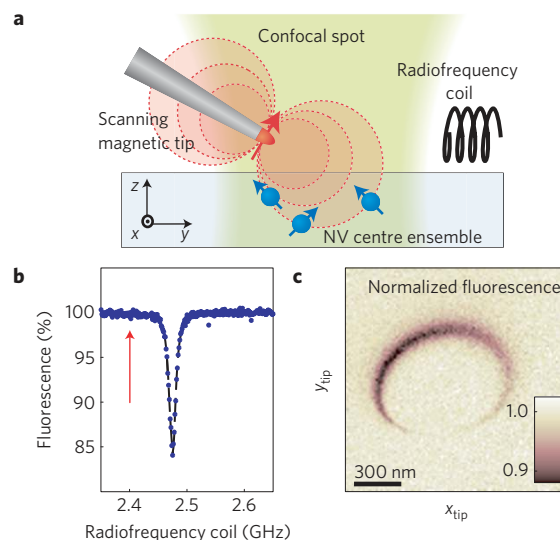 a
Confocal spot
Radiofrequency
coil
Scanning
magnetic tip
z
x
y
NV centre ensemble
b
100
95
90
85
Fluorescence (%)
2.4
2.5
2.6
Radiofrequency coil (GHz)
c
Normalized fluorescence
y_tip
1.0
0.9
300 nm
x_tip